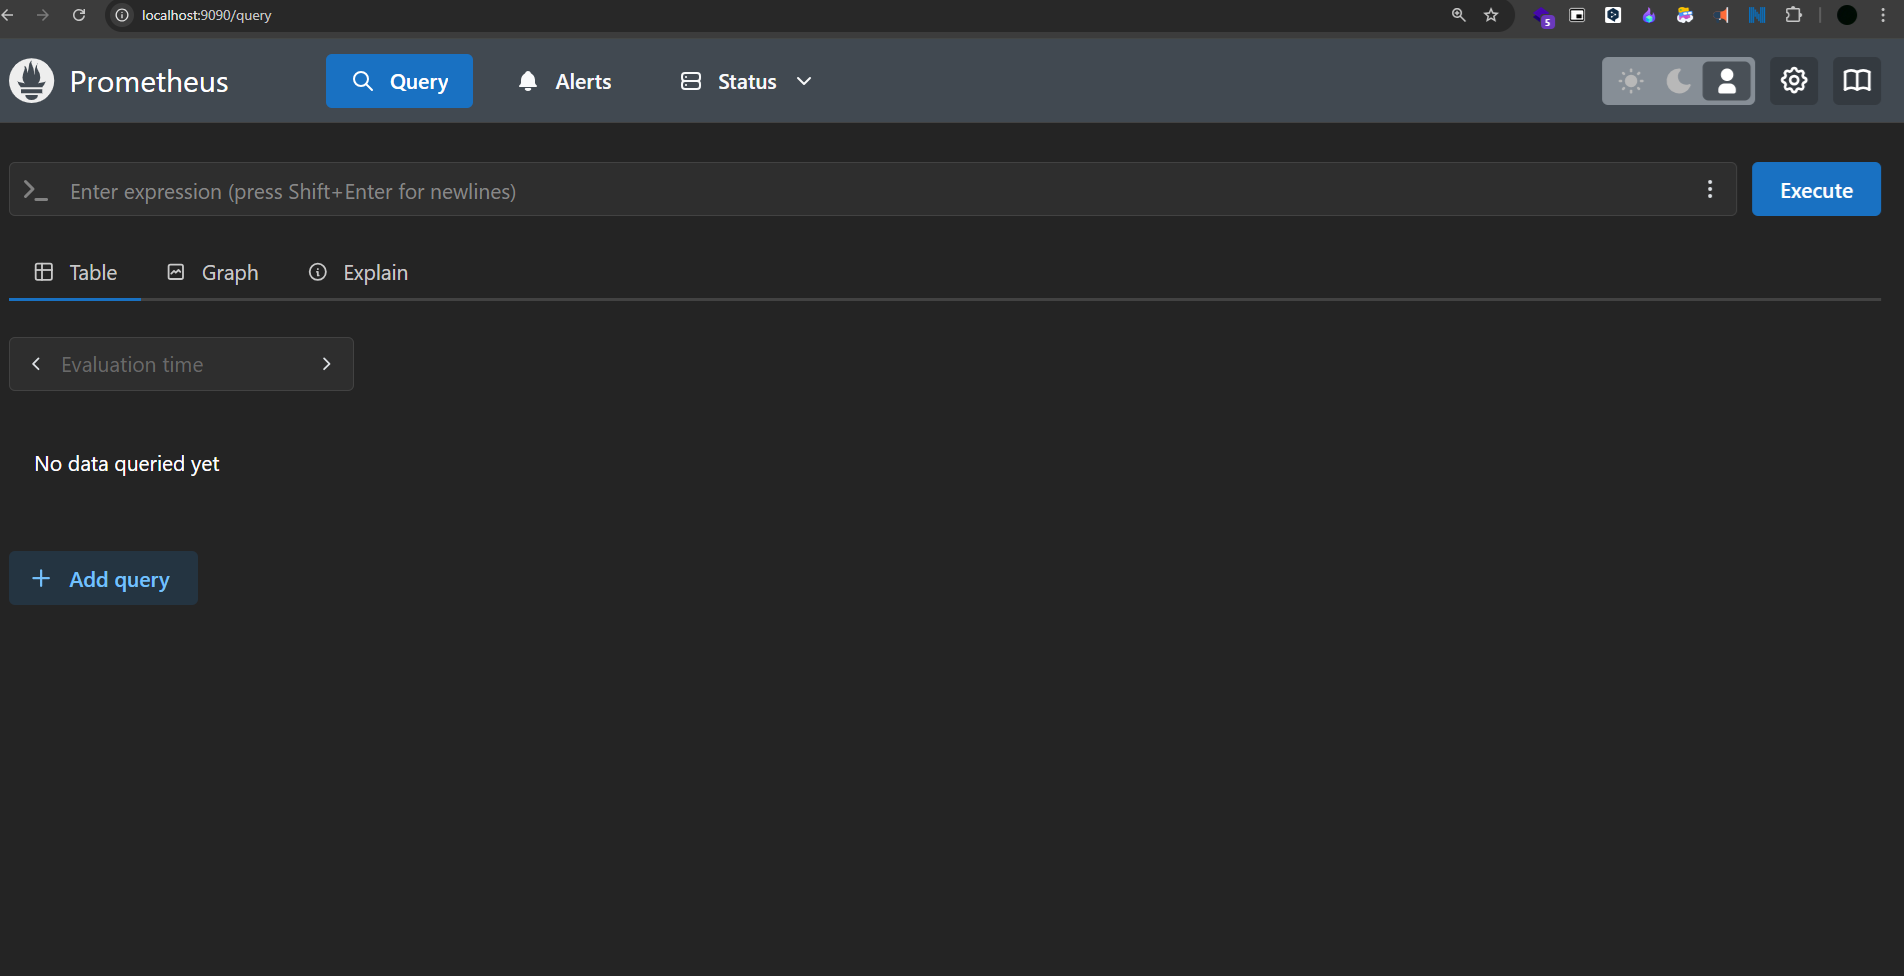 localhost:9090/query
5
N
Prometheus
Query
Alerts
Status
Enter expression (press Shift+Enter for newlines)
Execute
Table
Graph
Explain
Evaluation time
No data queried yet
Add query